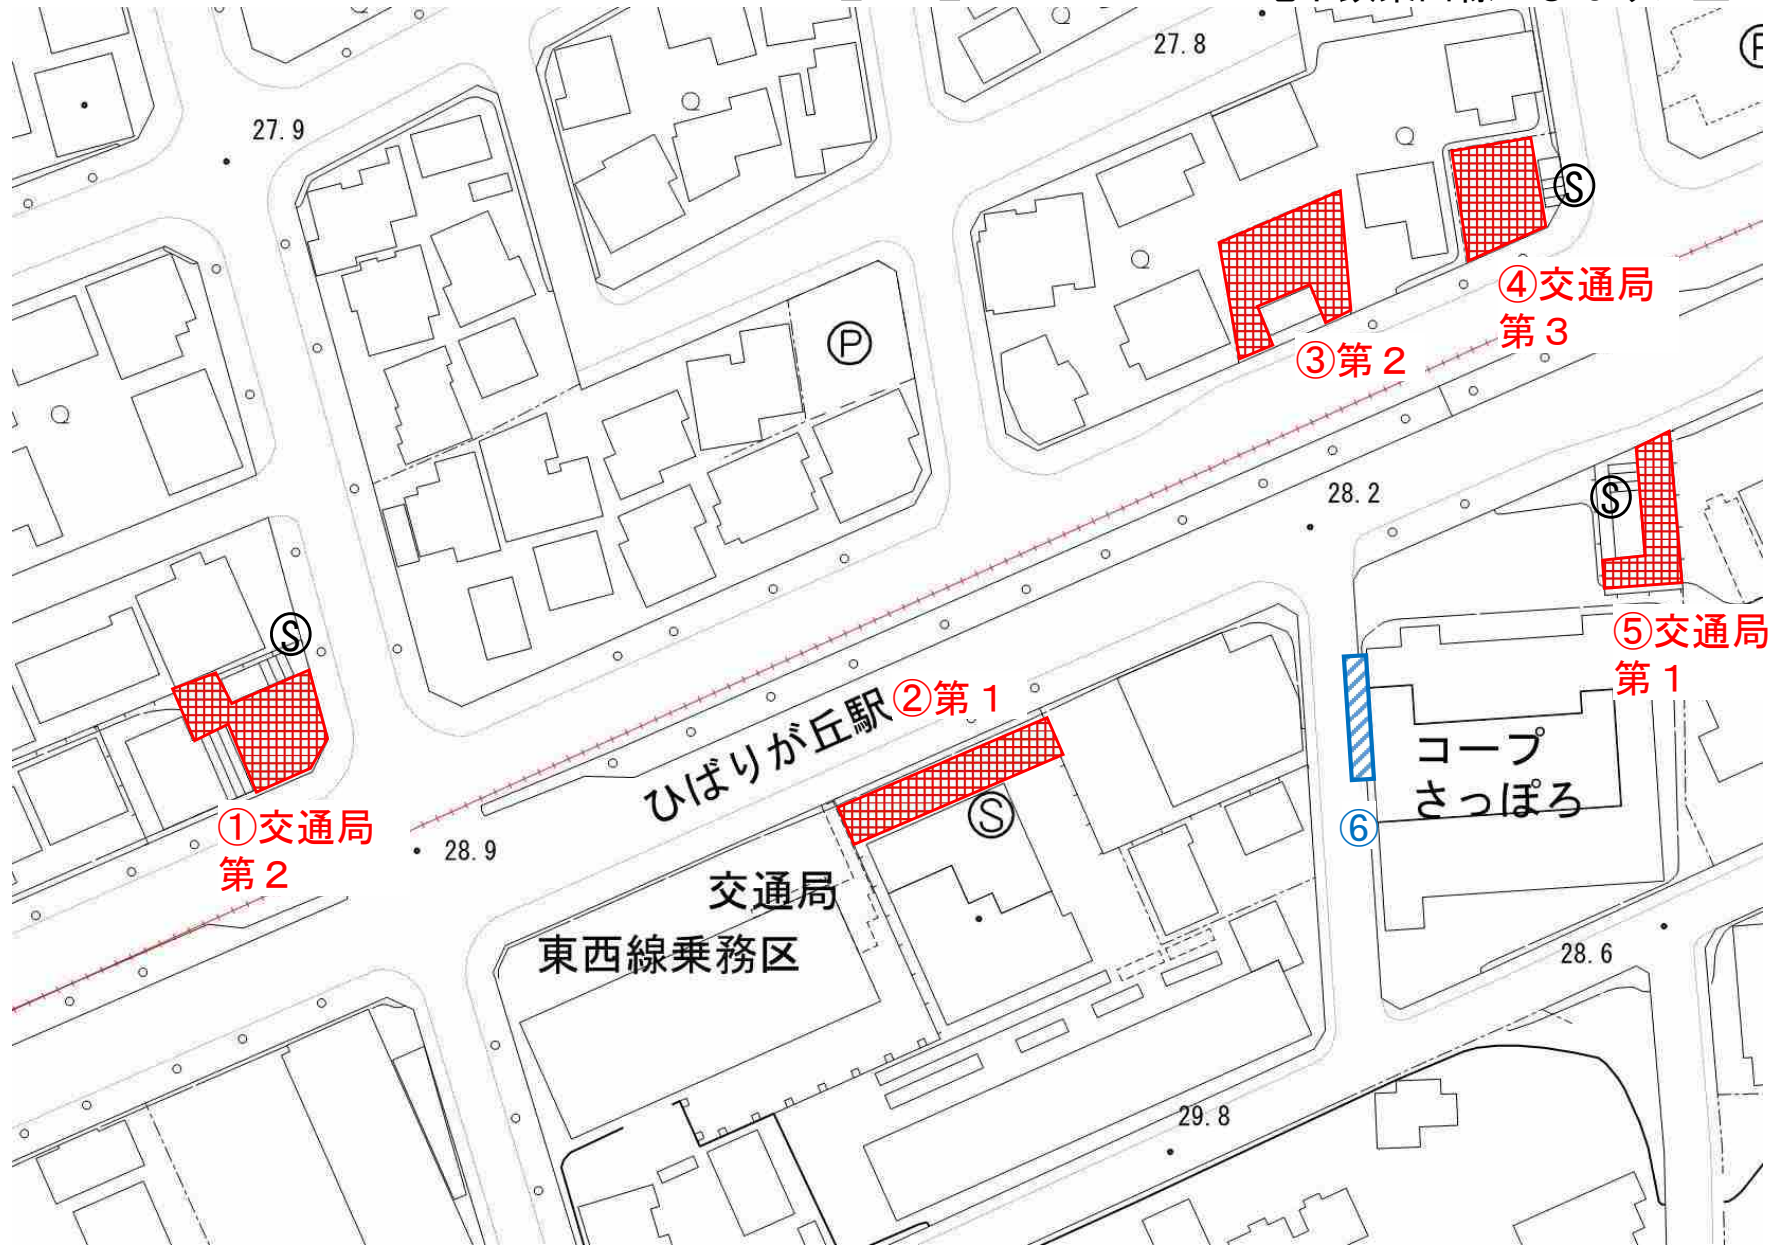 27.8
Ⓟ
27.9
Ⓢ
④交通局
第3
Ⓟ
③第2
28.2
Ⓢ
Ⓢ
⑤交通局
第1
②第1
ひばりが丘駅
コープ
さっぽろ
①交通局
第2
Ⓢ
⑥
28.9
交通局
東西線乗務区
28.6
29.8